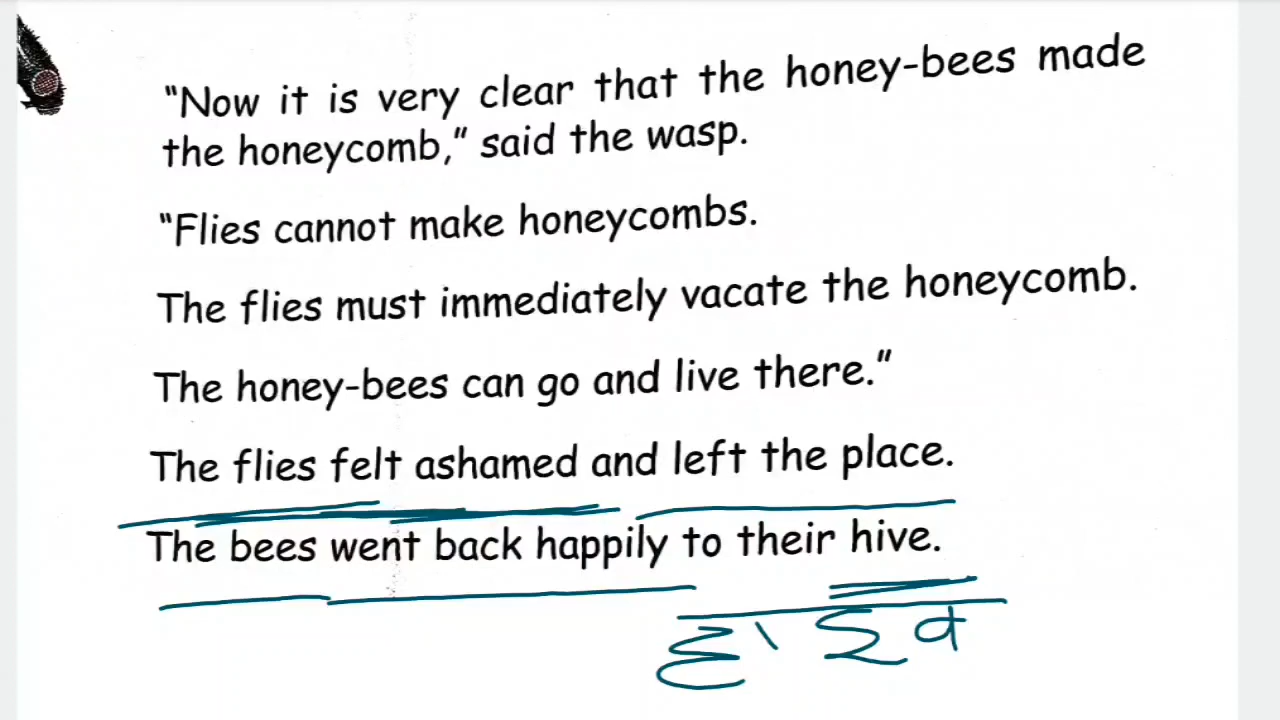 "Now it is very clear that the honey-bees made
the honeycomb," said the wasp.
"Flies cannot make honeycombs.
The flies must immediately vacate the honeycomb.
The honey-bees can go and live there."
The flies felt ashamed and left the place.
The bees went back happily to their hive.